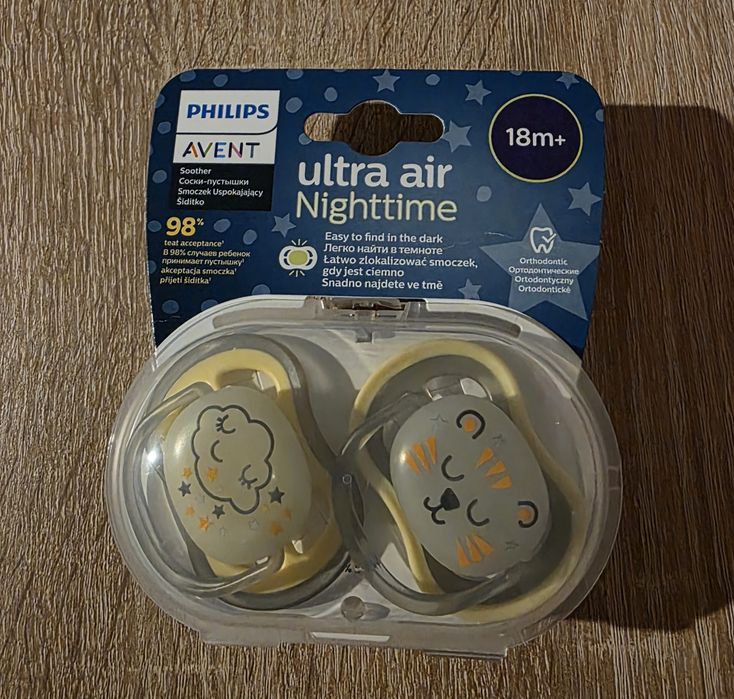 PHILIPS
AVENT
Soother
Соски-пустышки
Smoczek Uspokajający
Šidítko
98%
teat acceptance¹
В 98% случаев ребенок
принимает пустышку¹
akceptacja smoczka¹
přijetí šidítka¹
ultra air
Nighttime
Easy to find in the dark
Легко найти в темноте
Łatwo zlokalizować smoczek,
gdy jest ciemno
Snadno najdete ve tmě
18m+
Orthodontic
Ортодонтические
Ortodontyczny
Ortodontické